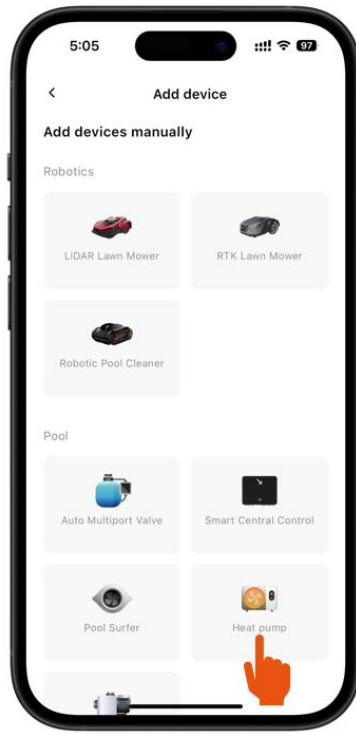 5:05
97
Add device
Add devices manually
Robotics
LiDAR Lawn Mower
RTK Lawn Mower
Robotic Pool Cleaner
Pool
Auto Multiport Valve
Smart Central Control
Pool Surfer
Heat pump